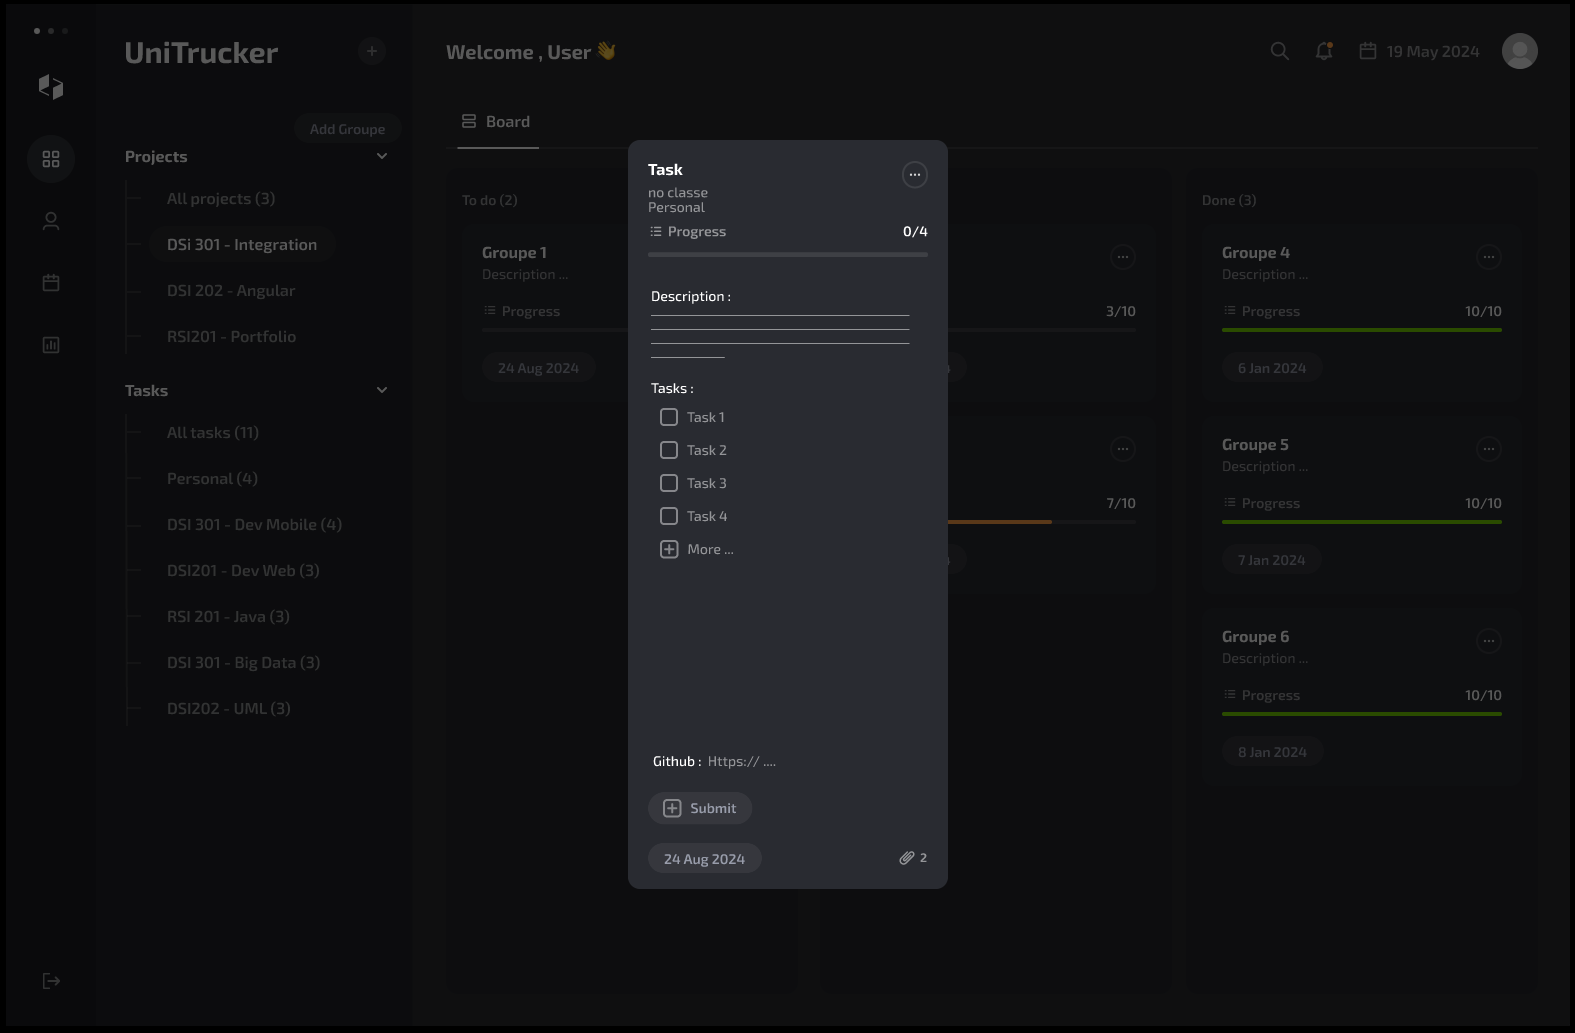 UniTrucker
Add Groupe
Projects
All projects (3)
DSi 301 - Integration
DSI 202 - Angular
RSI201 - Portfolio
Tasks
All tasks (11)
Personal (4)
DSI 301 - Dev Mobile (4)
DSI201 - Dev Web (3)
RSI 201 - Java (3)
DSI 301 - Big Data (3)
DSI202 - UML (3)
Welcome , User 👋
19 May 2024
Board
To do (2)
Groupe 1
Description ...
Progress
24 Aug 2024
Task
no classe
Personal
Progress 0/4
Description :
Tasks :
Task 1
Task 2
Task 3
Task 4
More ...
Github : Https:// ....
Submit
24 Aug 2024
2
3/10
7/10
Done (3)
Groupe 4
Description ...
Progress 10/10
6 Jan 2024
Groupe 5
Description ...
Progress 10/10
7 Jan 2024
Groupe 6
Description ...
Progress 10/10
8 Jan 2024